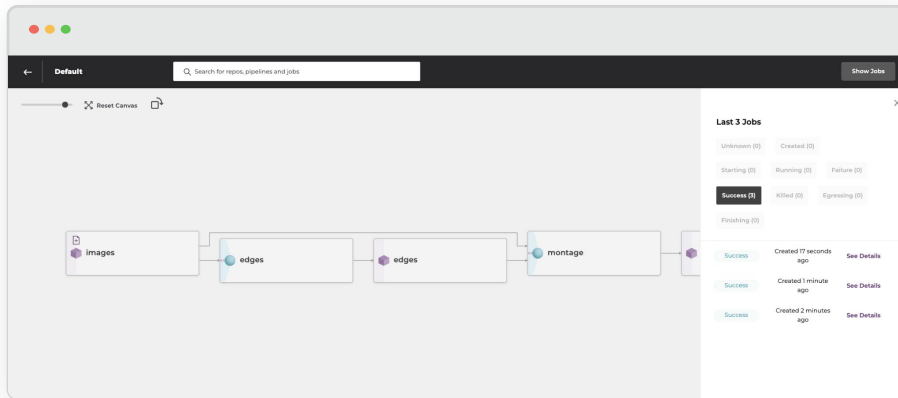 Default
Search for repos, pipelines and jobs
Show Jobs
Reset Canvas
Last 3 Jobs
Unknown (0)
Created (0)
Starting (0)
Running (0)
Failure (0)
Success (3)
Killed (0)
Egressing (0)
Finishing (0)
images
edges
edges
montage
Success
Created 17 seconds
ago
See Details
Success
Created 1 minute
ago
See Details
Success
Created 2 minutes
ago
See Details